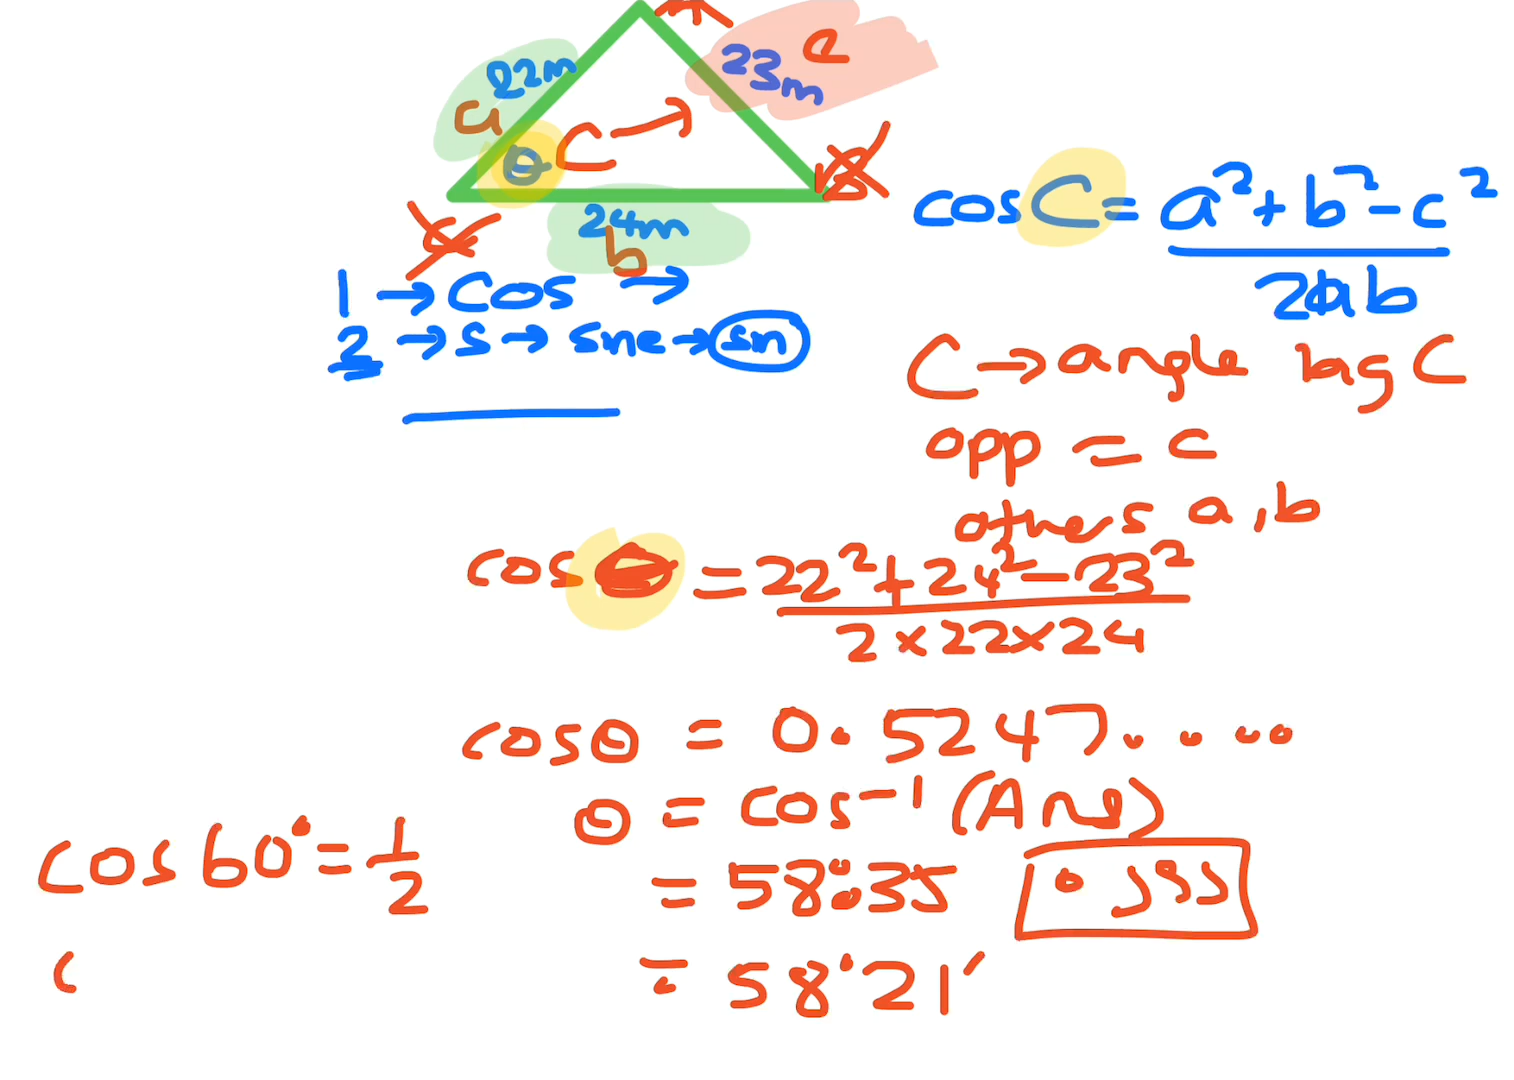 22m
a
23m
c
θ C →
24m
b
cos C = a² + b² - c²
2ab
1 → cos →
2 → s → sine → sin
C → angle big C
opp = c
others a, b
cos θ = 22² + 24² - 23²
2 × 22 × 24
cos θ = 0.5247.....
θ = cos⁻¹ (Ans)
= 58.35
° ' ''
= 58°21′
cos 60° = 1/2
(